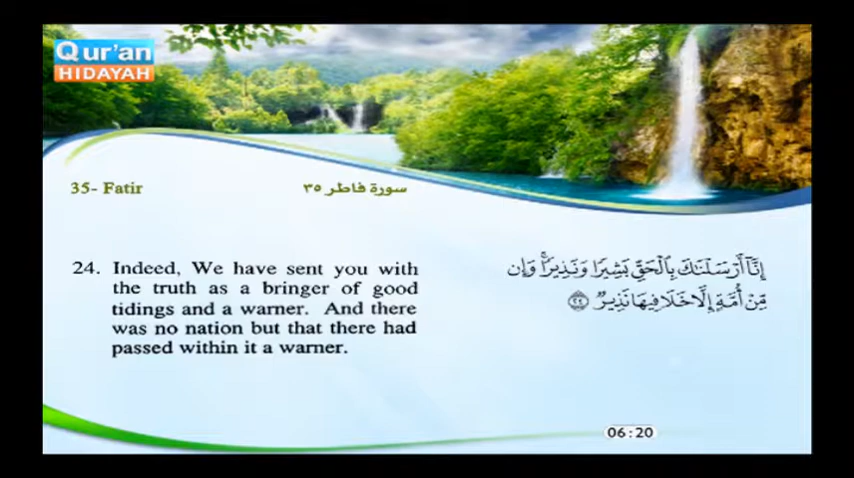 Qur'an
HIDAYAH
35- Fatir
سورة فاطر ٣٥
24. Indeed, We have sent you with
the truth as a bringer of good
tidings and a warner. And there
was no nation but that there had
passed within it a warner.
إِنَّآ أَرْسَلْنَٰكَ بِٱلْحَقِّ بَشِيرًا وَنَذِيرًا ۚ وَإِن
مِّنْ أُمَّةٍ إِلَّا خَلَا فِيهَا نَذِيرٌ ٢٤
06:20